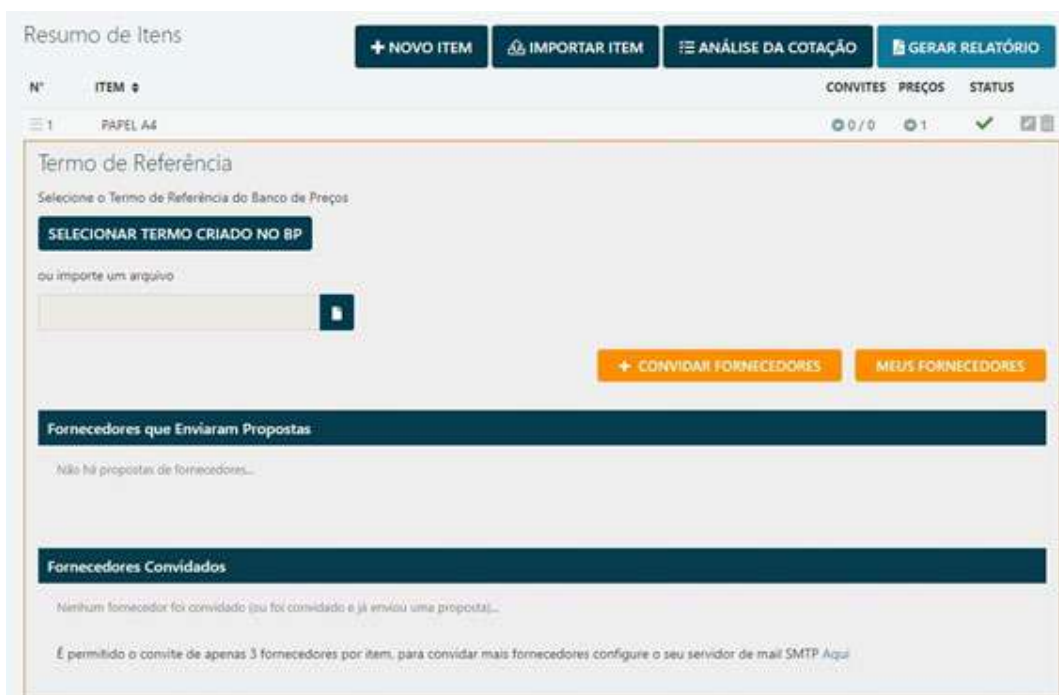 Resumo de Itens
+ NOVO ITEM
IMPORTAR ITEM
ANÁLISE DA COTAÇÃO
GERAR RELATÓRIO
N° ITEM CONVITES PREÇOS STATUS
1 PAPEL A4 0/0 1
Termo de Referência
Selecione o Termo de Referência do Banco de Preços
SELECIONAR TERMO CRIADO NO BP
ou importe um arquivo
+ CONVIDAR FORNECEDORES
MEUS FORNECEDORES
Fornecedores que Enviaram Propostas
Não há propostas de fornecedores...
Fornecedores Convidados
Nenhum fornecedor foi convidado (ou foi convidado e já enviou uma proposta)...
É permitido o convite de apenas 3 fornecedores por item, para convidar mais fornecedores configure o seu servidor de mail SMTP Aqui